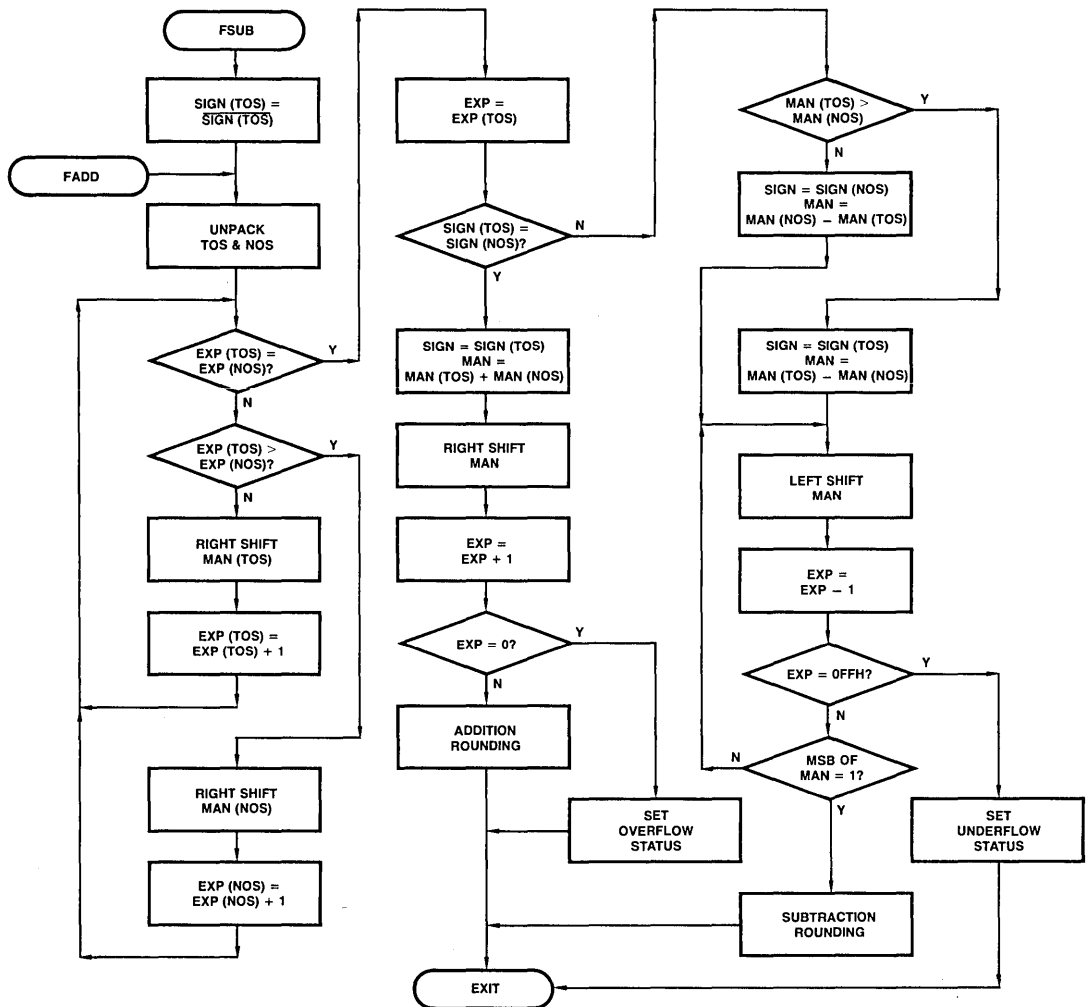 FSUB
SIGN (TOS) =
SIGN (TOS)
FADD
UNPACK
TOS & NOS
EXP (TOS) =
EXP (NOS)?
Y
N
EXP (TOS) >
EXP (NOS)?
Y
N
RIGHT SHIFT
MAN (TOS)
EXP (TOS) =
EXP (TOS) + 1
RIGHT SHIFT
MAN (NOS)
EXP (NOS) =
EXP (NOS) + 1
EXP =
EXP (TOS)
SIGN (TOS) =
SIGN (NOS)?
N
Y
SIGN = SIGN (TOS)
MAN =
MAN (TOS) + MAN (NOS)
RIGHT SHIFT
MAN
EXP =
EXP + 1
EXP = 0?
Y
N
ADDITION
ROUNDING
SET
OVERFLOW
STATUS
EXIT
MAN (TOS) >
MAN (NOS)
Y
N
SIGN = SIGN (NOS)
MAN =
MAN (NOS) − MAN (TOS)
SIGN = SIGN (TOS)
MAN =
MAN (TOS) − MAN (NOS)
LEFT SHIFT
MAN
EXP =
EXP − 1
EXP = 0FFH?
Y
N
MSB OF
MAN = 1?
N
Y
SET
UNDERFLOW
STATUS
SUBTRACTION
ROUNDING